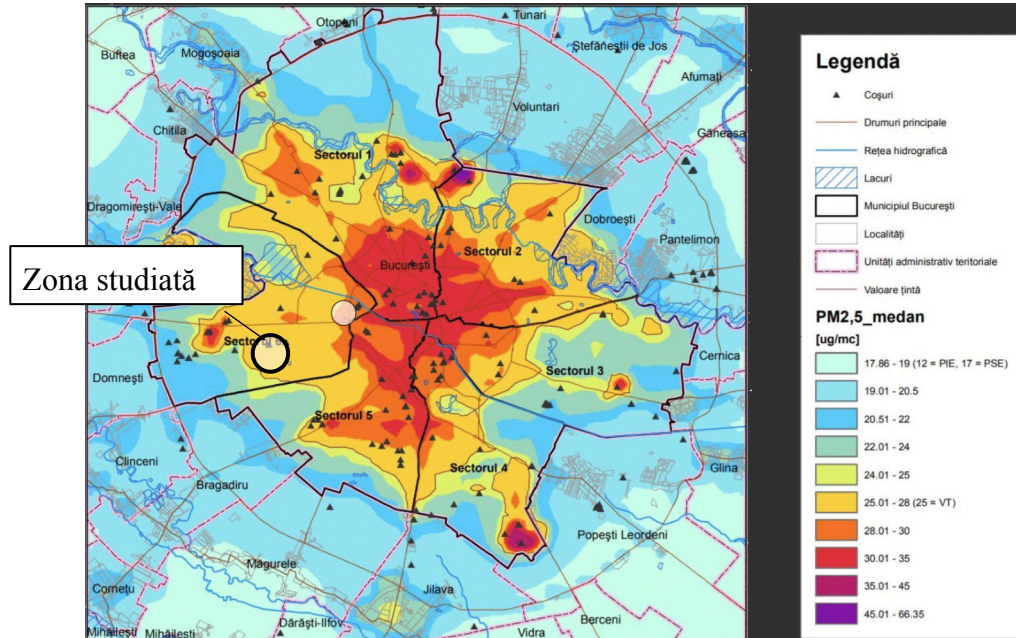 Otopani
Tunari
Ștefăneștii de Jos
Buftea
Mogoșoaia
Afumați
Voluntari
Chitila
Găneasa
Sectorul 1
Dragomirești-Vale
Dobroești
Pantelimon
Sectorul 2
București
Zona studiată
Domnești
Cernica
Sectorul 3
Sectorul 5
Clinceni
Bragadiru
Sectorul 4
Glina
Popești Leordeni
Măgurele
Cornețu
Jilava
Berceni
Mihăilești
Mihăilești
Dărăști-Ilfov
Vidra
Legendă
Coșuri
Drumuri principale
Rețea hidrografică
Lacuri
Municipiul București
Localități
Unități administrativ teritoriale
Valoare țintă
PM2,5_medan
[ug/mc]
17.86 - 19 (12 = PIE, 17 = PSE)
19.01 - 20.5
20.51 - 22
22.01 - 24
24.01 - 25
25.01 - 28 (25 = VT)
28.01 - 30
30.01 - 35
35.01 - 45
45.01 - 66.35